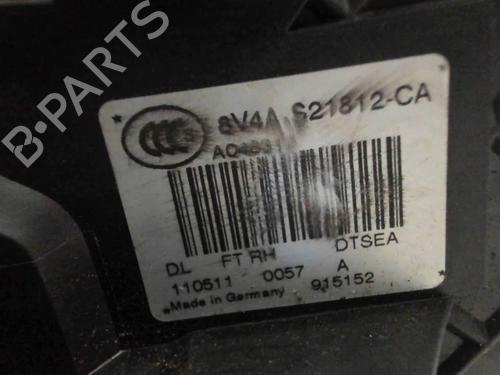 B-PARTS
8V4A S21812-CA
DL FT RH DTSEA
110511 0057 A
Made in Germany 915152